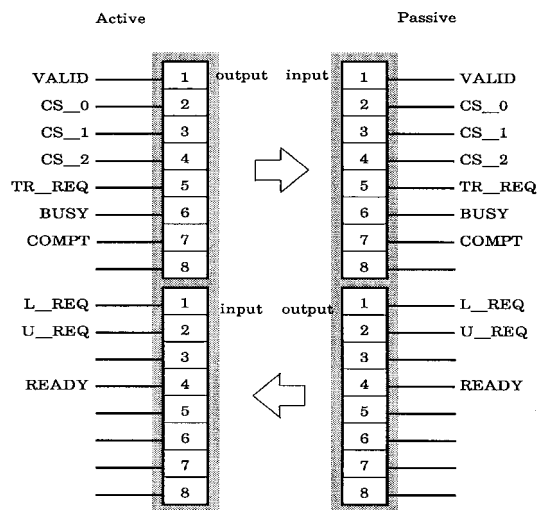 Active Passive
VALID 1 output input 1 VALID
CS_0 2 2 CS_0
CS_1 3 3 CS_1
CS_2 4 4 CS_2
TR_REQ 5 5 TR_REQ
BUSY 6 6 BUSY
COMPT 7 7 COMPT
8 8
L_REQ 1 input output 1 L_REQ
U_REQ 2 2 U_REQ
3 3
READY 4 4 READY
5 5
6 6
7 7
8 8